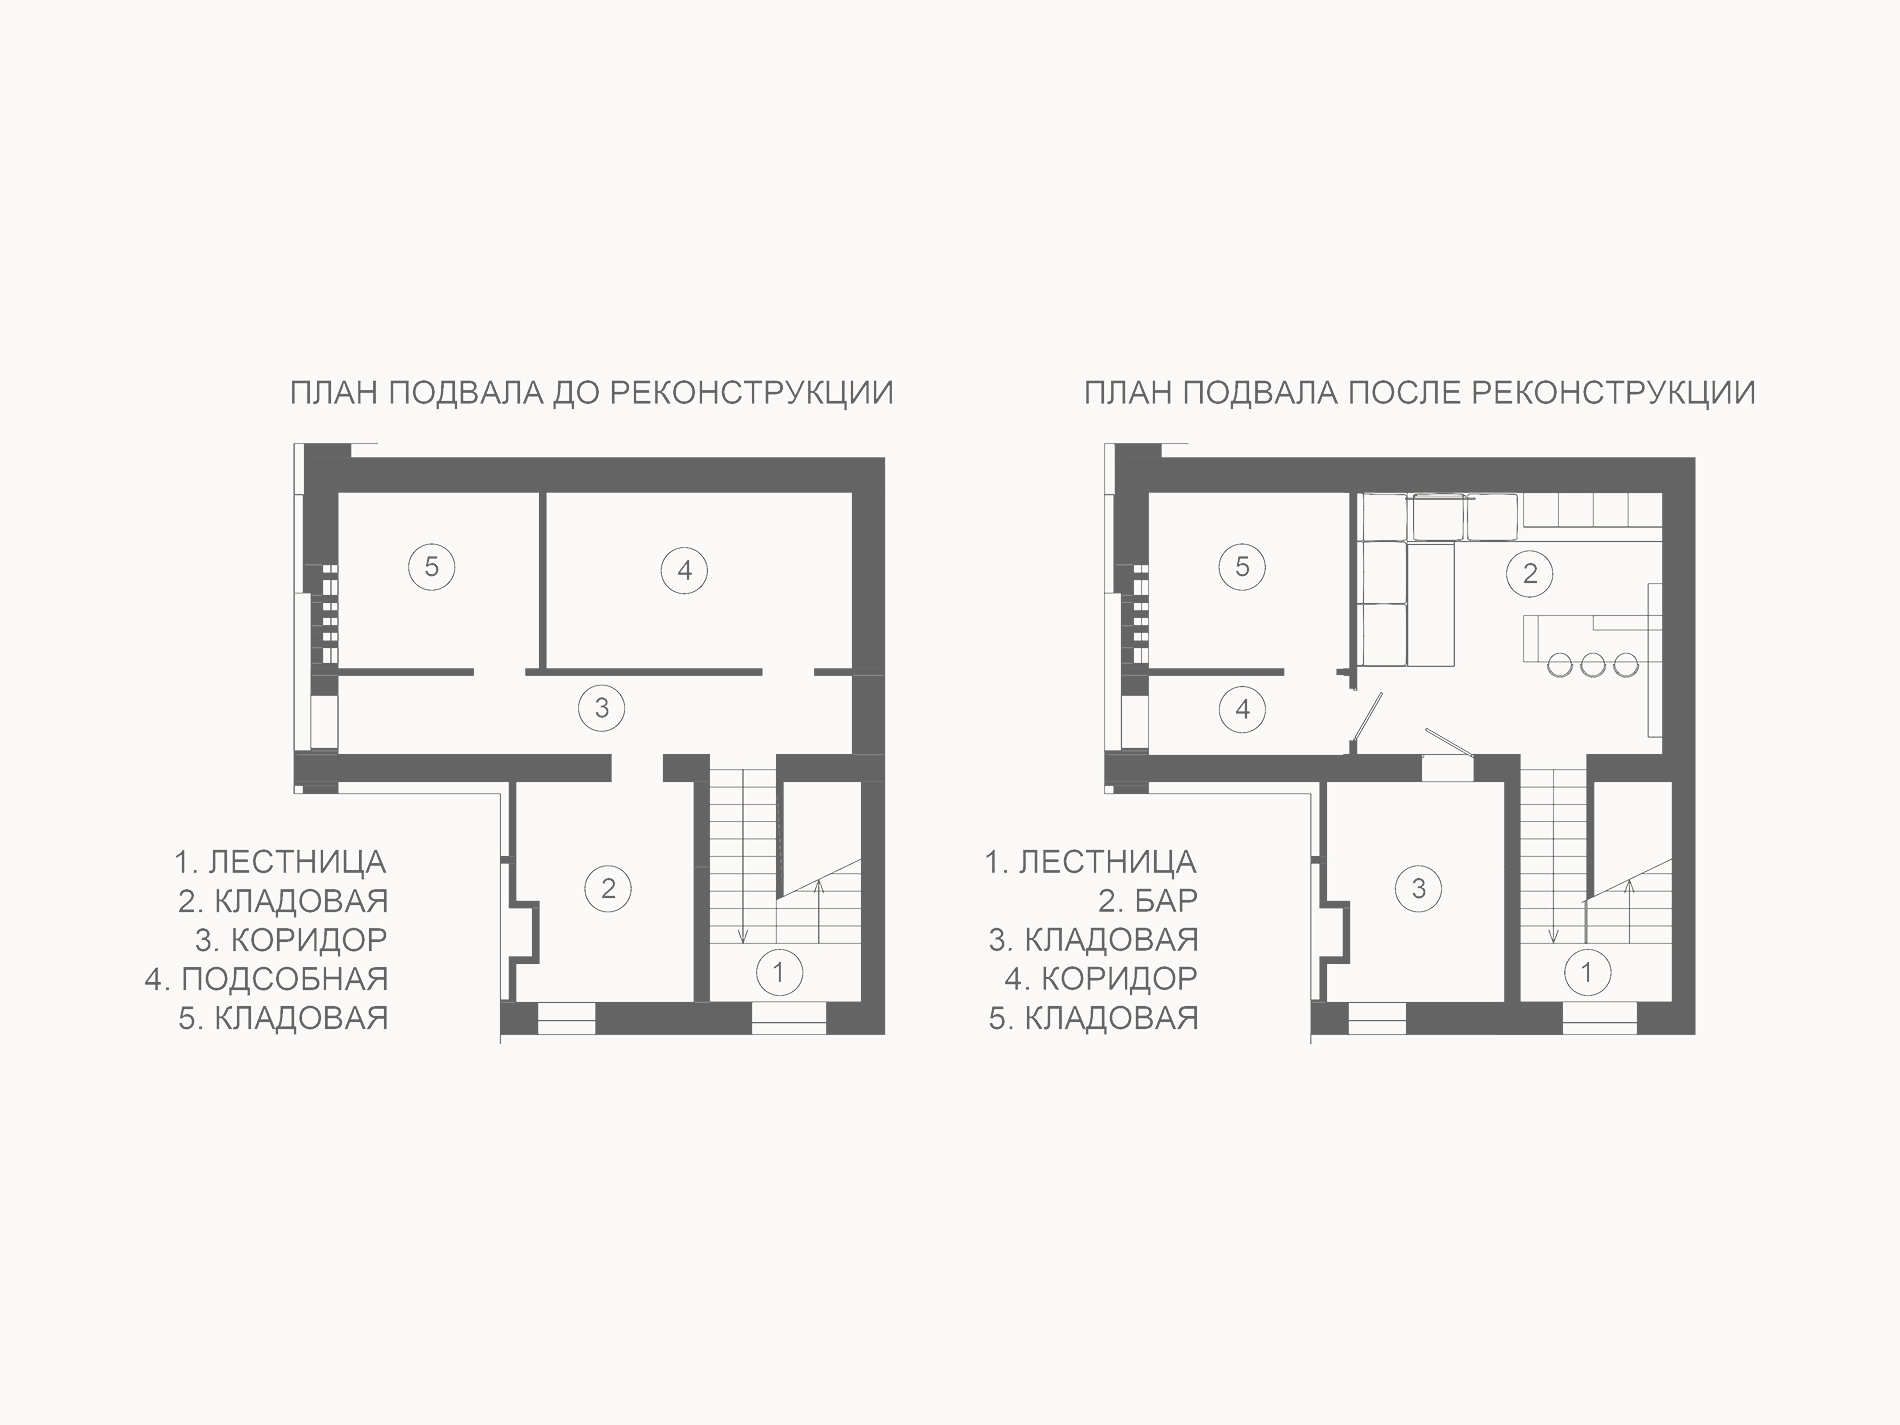 ПЛАН ПОДВАЛА ДО РЕКОНСТРУКЦИИ
5
4
3
2
1
1. ЛЕСТНИЦА
2. КЛАДОВАЯ
3. КОРИДОР
4. ПОДСОБНАЯ
5. КЛАДОВАЯ
ПЛАН ПОДВАЛА ПОСЛЕ РЕКОНСТРУКЦИИ
5
2
4
3
1
1. ЛЕСТНИЦА
2. БАР
3. КЛАДОВАЯ
4. КОРИДОР
5. КЛАДОВАЯ